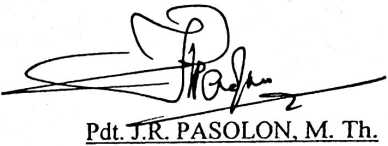 Pdt. J.R. PASOLON, M. Th.